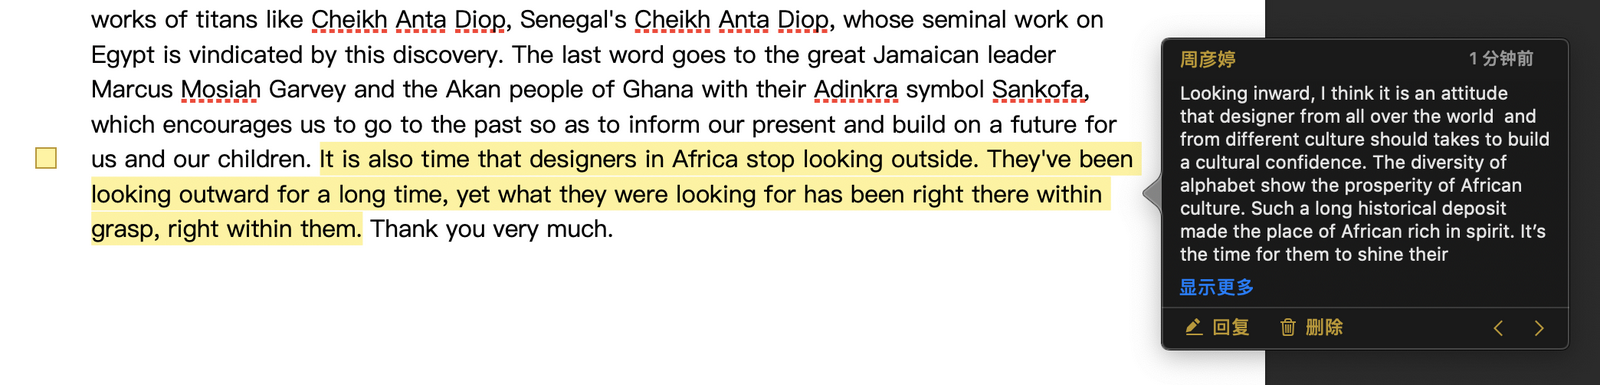 works of titans like Cheikh Anta Diop, Senegal's Cheikh Anta Diop, whose seminal work on
Egypt is vindicated by this discovery. The last word goes to the great Jamaican leader
Marcus Mosiah Garvey and the Akan people of Ghana with their Adinkra symbol Sankofa,
which encourages us to go to the past so as to inform our present and build on a future for
us and our children. It is also time that designers in Africa stop looking outside. They've been
looking outward for a long time, yet what they were looking for has been right there within
grasp, right within them. Thank you very much.
周彦婷
1 分钟前
Looking inward, I think it is an attitude
that designer from all over the world  and
from different culture should takes to build
a cultural confidence. The diversity of
alphabet show the prosperity of African
culture. Such a long historical deposit
made the place of African rich in spirit. It’s
the time for them to shine their
显示更多
回复 删除